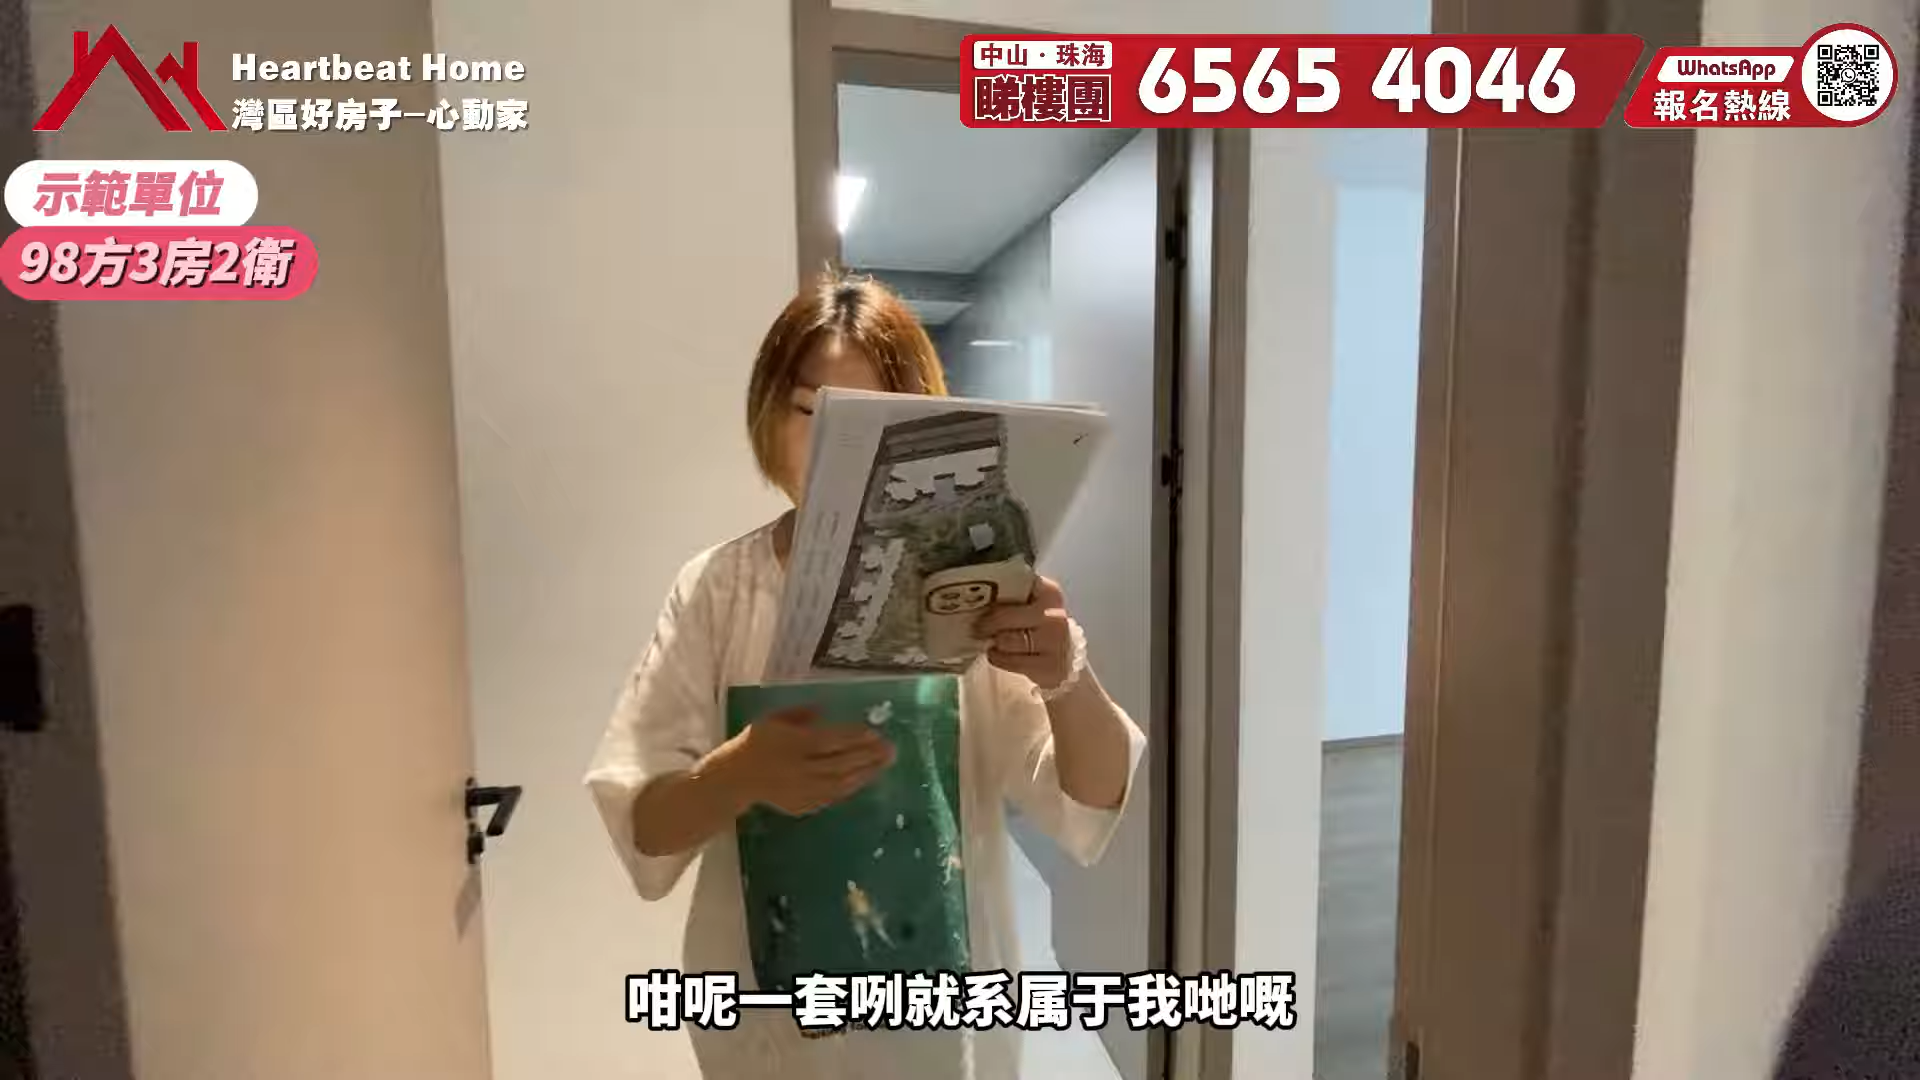 Heartbeat Home
灣區好房子—心動家
中山·珠海
睇樓團
6565 4046
WhatsApp
報名熱線
示範單位
98方3房2衛
咁呢一套咧就系属于我哋嘅